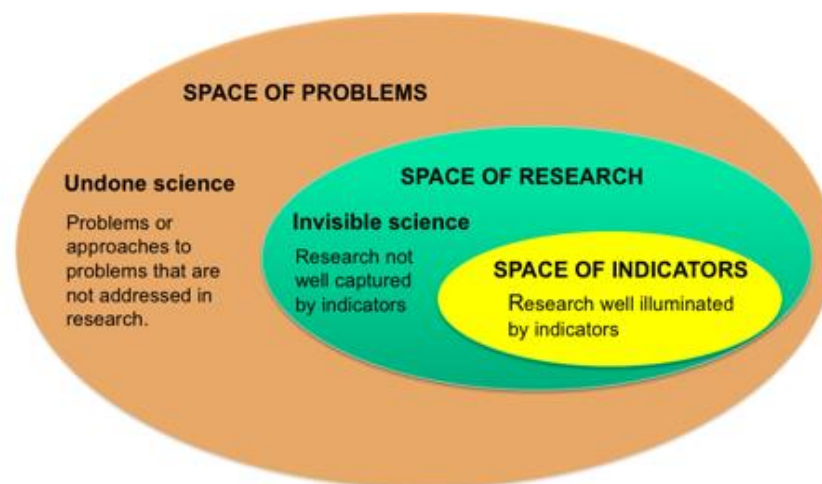 SPACE OF PROBLEMS
Undone science
Problems or
approaches to
problems that are
not addressed in
research.
SPACE OF RESEARCH
Invisible science
Research not
well captured
by indicators
SPACE OF INDICATORS
Research well illuminated
by indicators